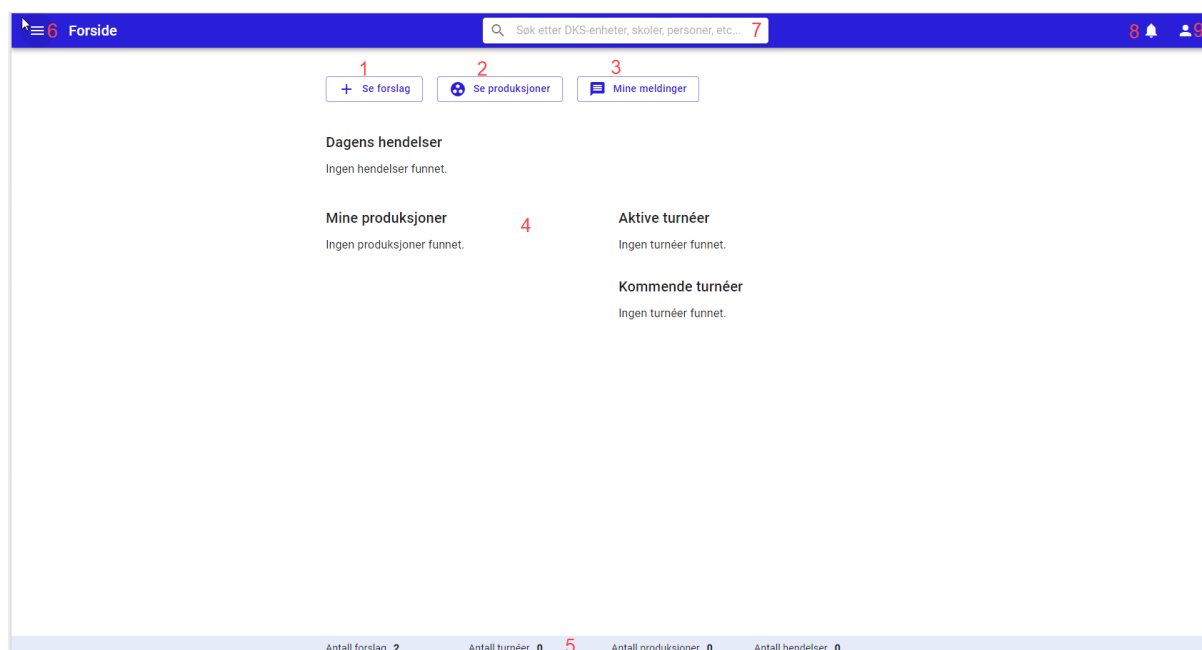 6 Forside Søk etter DKS-enheter, skoler, personer, etc... 7 8 9
1 2 3
Se forslag Se produksjoner Mine meldinger
Dagens hendelser
Ingen hendelser funnet.
Mine produksjoner 4 Aktive turnéer
Ingen produksjoner funnet. Ingen turnéer funnet.
Kommende turnéer
Ingen turnéer funnet.
Antall forslag 2 Antall turnéer 0 5 Antall produksjoner 0 Antall hendelser 0